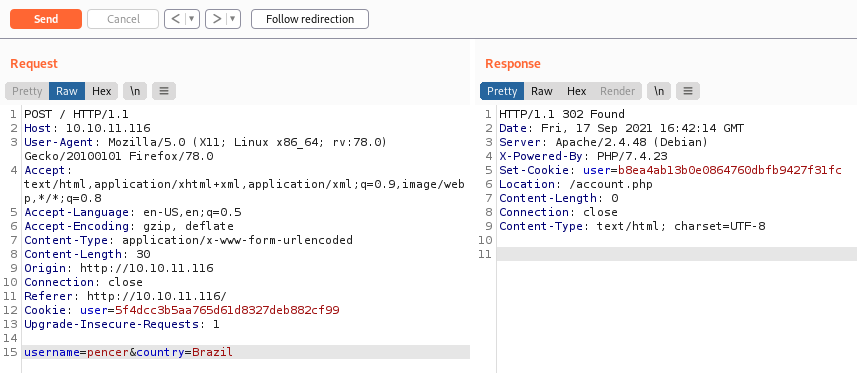 Send Cancel < ▼ > ▼ Follow redirection
Request
Pretty Raw Hex \n ☰
1 POST / HTTP/1.1
2 Host: 10.10.11.116
3 User-Agent: Mozilla/5.0 (X11; Linux x86_64; rv:78.0)
Gecko/20100101 Firefox/78.0
4 Accept:
text/html,application/xhtml+xml,application/xml;q=0.9,image/web
p,*/*;q=0.8
5 Accept-Language: en-US,en;q=0.5
6 Accept-Encoding: gzip, deflate
7 Content-Type: application/x-www-form-urlencoded
8 Content-Length: 30
9 Origin: http://10.10.11.116
10 Connection: close
11 Referer: http://10.10.11.116/
12 Cookie: user=5f4dcc3b5aa765d61d8327deb882cf99
13 Upgrade-Insecure-Requests: 1
14
15 username=pencer&country=Brazil
Response
Pretty Raw Hex Render \n ☰
1 HTTP/1.1 302 Found
2 Date: Fri, 17 Sep 2021 16:42:14 GMT
3 Server: Apache/2.4.48 (Debian)
4 X-Powered-By: PHP/7.4.23
5 Set-Cookie: user=b8ea4ab13b0e0864760dbfb9427f31fc
6 Location: /account.php
7 Content-Length: 0
8 Connection: close
9 Content-Type: text/html; charset=UTF-8
10
11